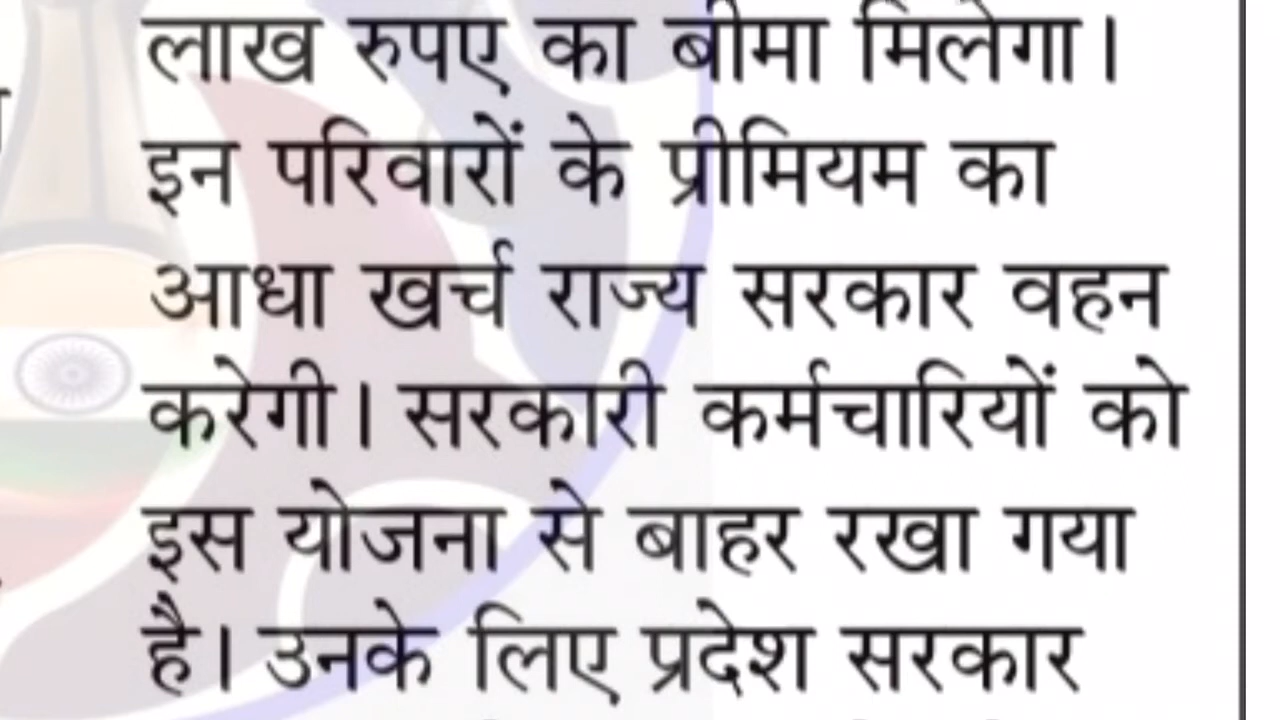 लाख रुपए का बीमा मिलेगा।
इन परिवारों के प्रीमियम का
आधा खर्च राज्य सरकार वहन
करेगी। सरकारी कर्मचारियों को
इस योजना से बाहर रखा गया
है। उनके लिए प्रदेश सरकार